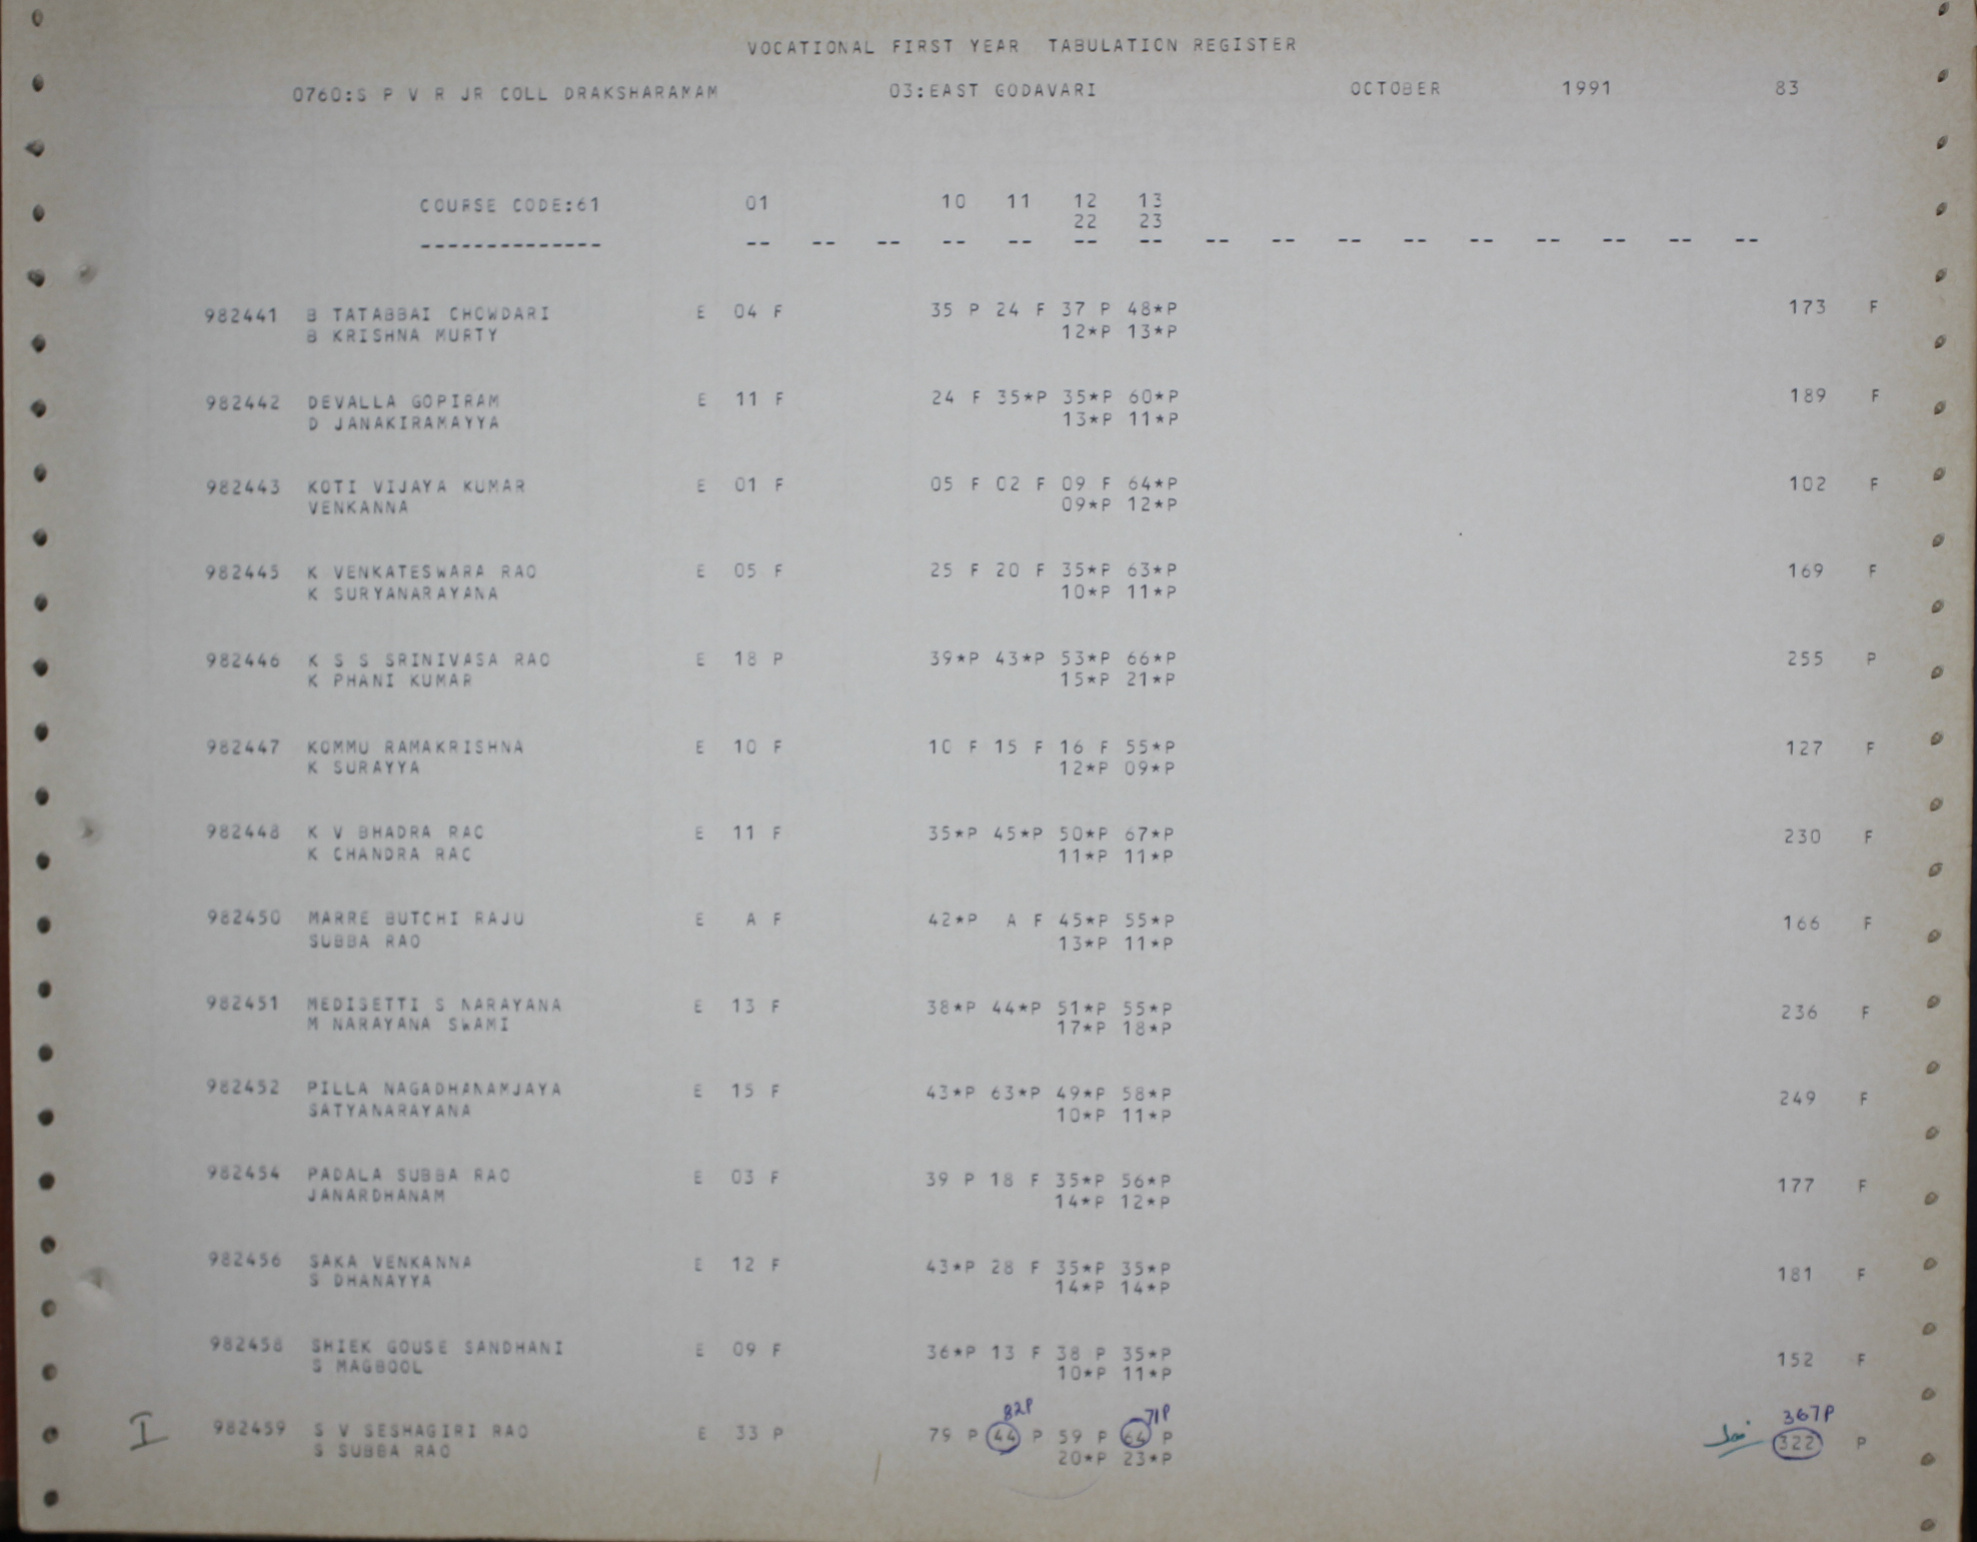 VOCATIONAL FIRST YEAR TABULATION REGISTER
0760:S P V R JR COLL DRAKSHARAMAM 03:EAST GODAVARI OCTOBER 1991 83
COURSE CODE:61 01 10 11 12 13
22 23
-------------- -- -- -- -- -- -- -- -- -- -- -- -- -- -- -- --
982441 B TATABBAI CHOWDARI E 04 F 35 P 24 F 37 P 48*P 173 F
B KRISHNA MURTY 12*P 13*P
982442 DEVALLA GOPIRAM E 11 F 24 F 35*P 35*P 60*P 189 F
D JANAKIRAMAYYA 13*P 11*P
982443 KOTI VIJAYA KUMAR E 01 F 05 F 02 F 09 F 64*P 102 F
VENKANNA 09*P 12*P
982445 K VENKATESWARA RAO E 05 F 25 F 20 F 35*P 63*P 169 F
K SURYANARAYANA 10*P 11*P
982446 K S S SRINIVASA RAO E 18 P 39*P 43*P 53*P 66*P 255 P
K PHANI KUMAR 15*P 21*P
982447 KOMMU RAMAKRISHNA E 10 F 10 F 15 F 16 F 55*P 127 F
K SURAYYA 12*P 09*P
982448 K V BHADRA RAO E 11 F 35*P 45*P 50*P 67*P 230 F
K CHANDRA RAO 11*P 11*P
982450 MARRE BUTCHI RAJU E A F 42*P A F 45*P 55*P 166 F
SUBBA RAO 13*P 11*P
982451 MEDISETTI S NARAYANA E 13 F 38*P 44*P 51*P 55*P 236 F
M NARAYANA SWAMI 17*P 18*P
982452 PILLA NAGADHANAMJAYA E 15 F 43*P 63*P 49*P 58*P 249 F
SATYANARAYANA 10*P 11*P
982454 PADALA SUBBA RAO E 03 F 39 P 18 F 35*P 56*P 177 F
JANARDHANAM 14*P 12*P
982456 SAKA VENKANNA E 12 F 43*P 28 F 35*P 35*P 181 F
S DHANAYYA 14*P 14*P
982458 SHIEK GOUSE SANDHANI E 09 F 36*P 13 F 38 P 35*P 152 F
S MAGBOOL 10*P 11*P
82P 71P 367P
I 982459 S V SESHAGIRI RAO E 33 P 79 P 44 P 59 P 64 P 322 P
S SUBBA RAO 20*P 23*P